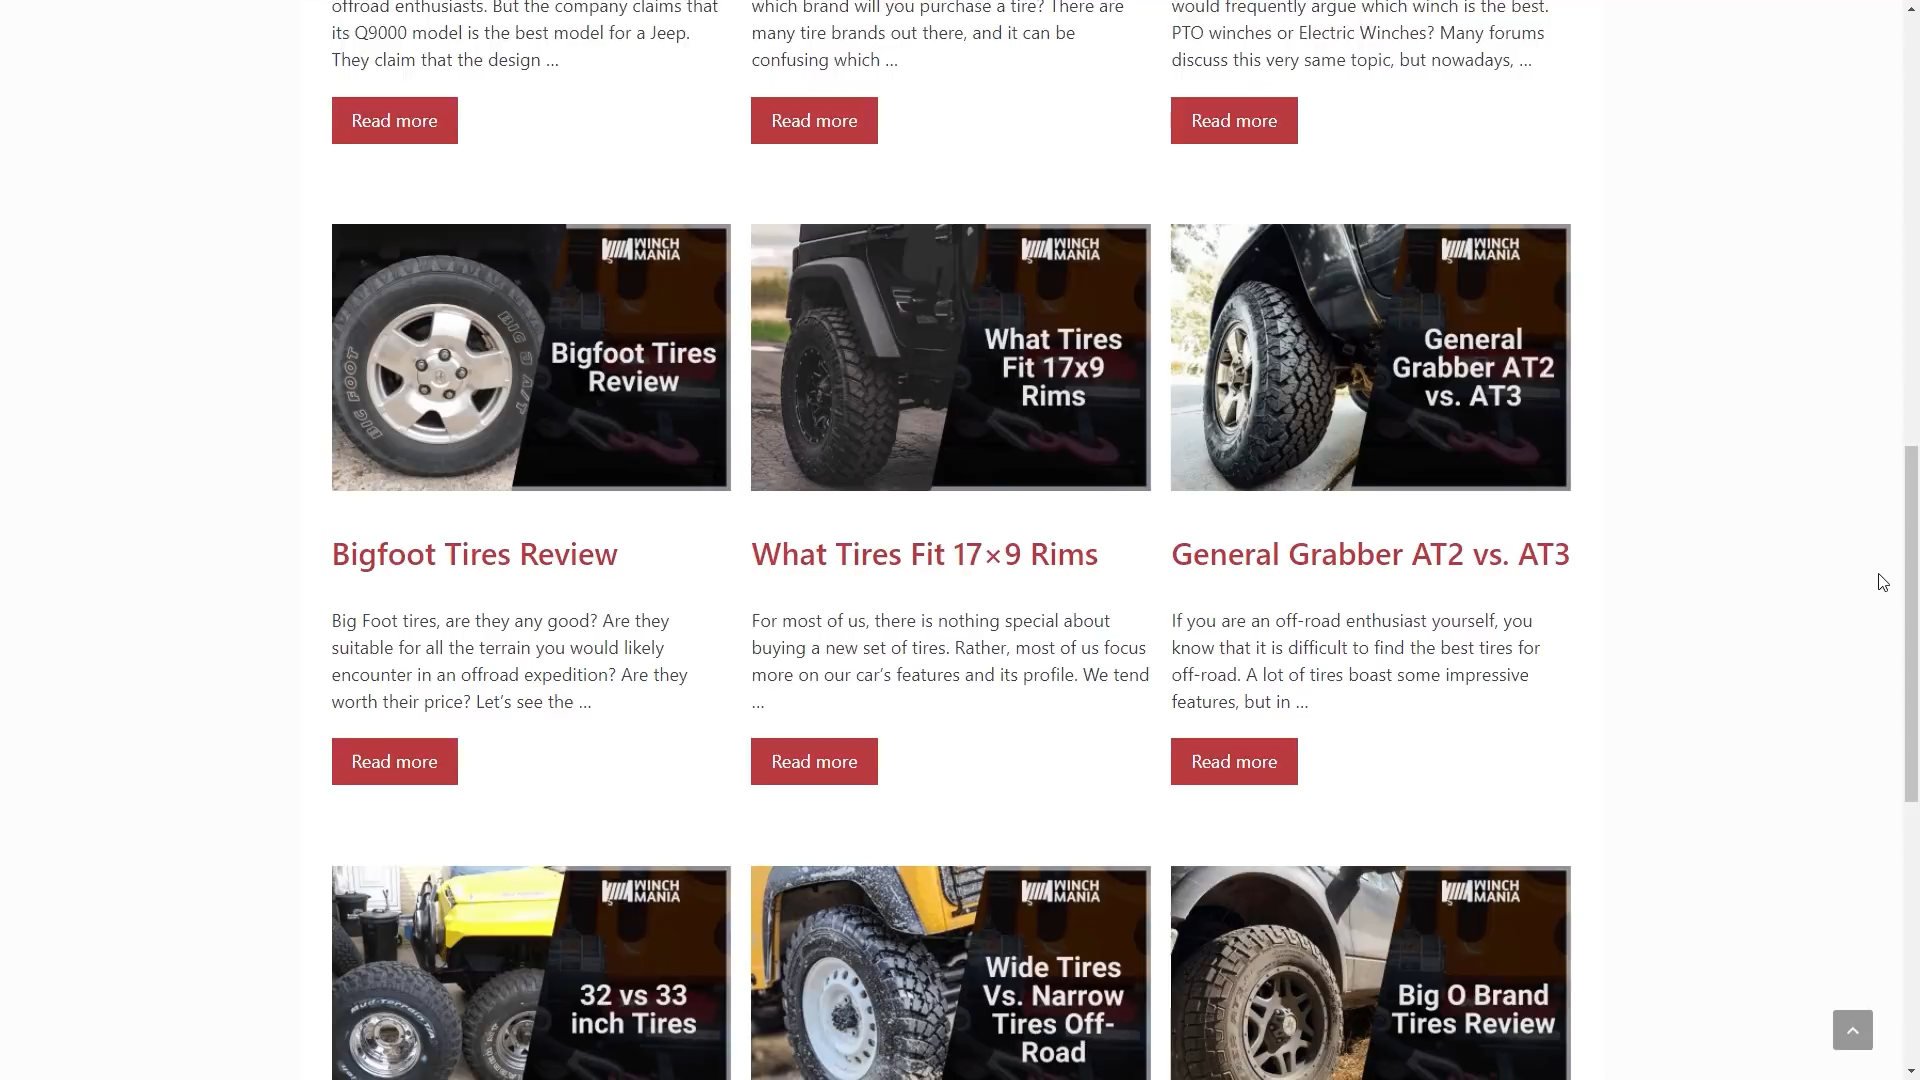 offroad enthusiasts. But the company claims that
its Q9000 model is the best model for a Jeep.
They claim that the design …
Read more
which brand will you purchase a tire? There are
many tire brands out there, and it can be
confusing which …
Read more
would frequently argue which winch is the best.
PTO winches or Electric Winches? Many forums
discuss this very same topic, but nowadays, …
Read more
WINCH
MANIA
Bigfoot Tires
Review
BIG FOOT
Bigfoot Tires Review
Big Foot tires, are they any good? Are they
suitable for all the terrain you would likely
encounter in an offroad expedition? Are they
worth their price? Let’s see the …
Read more
WINCH
MANIA
What Tires
Fit 17x9
Rims
What Tires Fit 17×9 Rims
For most of us, there is nothing special about
buying a new set of tires. Rather, most of us focus
more on our car’s features and its profile. We tend
…
Read more
WINCH
MANIA
General
Grabber AT2
vs. AT3
General Grabber AT2 vs. AT3
If you are an off-road enthusiast yourself, you
know that it is difficult to find the best tires for
off-road. A lot of tires boast some impressive
features, but in …
Read more
WINCH
MANIA
32 vs 33
inch Tires
WINCH
MANIA
Wide Tires
Vs. Narrow
Tires Off-
Road
WINCH
MANIA
Big O Brand
Tires Review